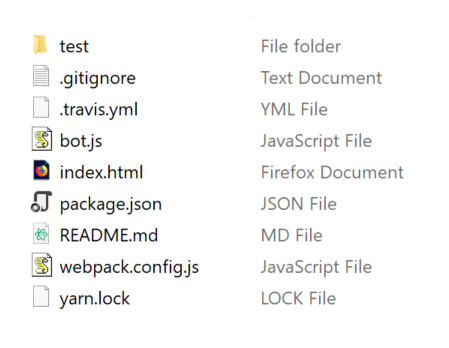 test File folder
.gitignore Text Document
.travis.yml YML File
bot.js JavaScript File
index.html Firefox Document
package.json JSON File
README.md MD File
webpack.config.js JavaScript File
yarn.lock LOCK File